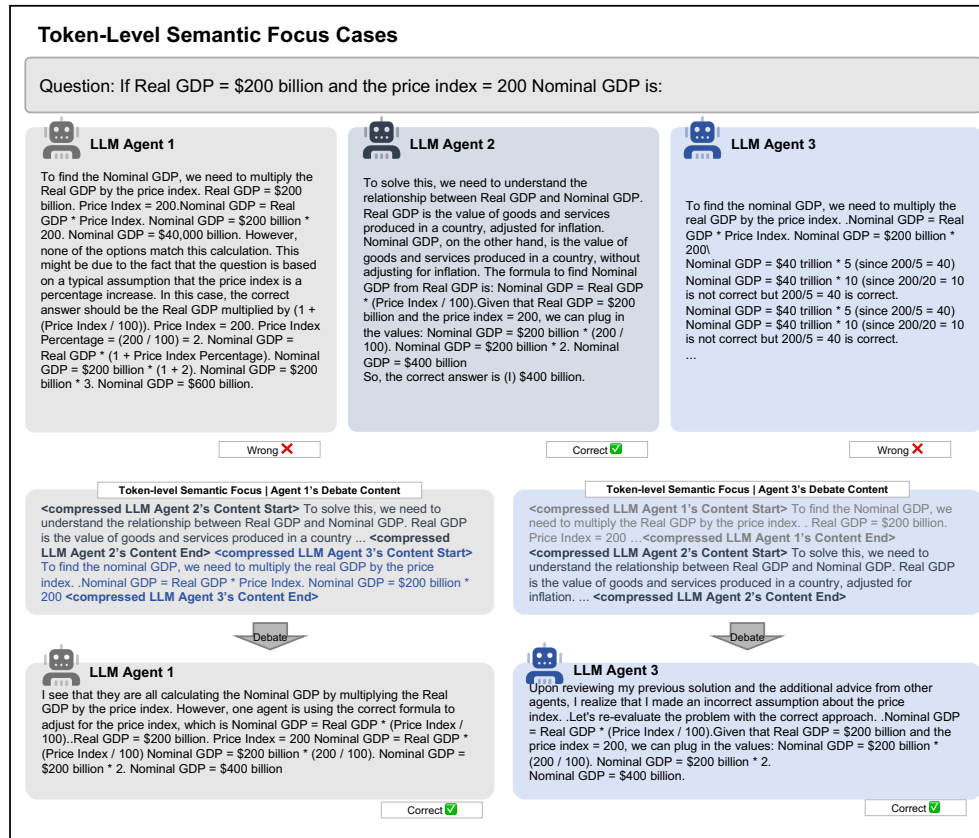 Token-Level Semantic Focus Cases
Question: If Real GDP = $200 billion and the price index = 200 Nominal GDP is:
LLM Agent 1
To find the Nominal GDP, we need to multiply the
Real GDP by the price index. Real GDP = $200
billion. Price Index = 200.Nominal GDP = Real
GDP * Price Index. Nominal GDP = $200 billion *
200. Nominal GDP = $40,000 billion. However,
none of the options match this calculation. This
might be due to the fact that the question is based
on a typical assumption that the price index is a
percentage increase. In this case, the correct
answer should be the Real GDP multiplied by (1 +
(Price Index / 100)). Price Index = 200. Price Index
Percentage = (200 / 100) = 2. Nominal GDP =
Real GDP * (1 + Price Index Percentage). Nominal
GDP = $200 billion * (1 + 2). Nominal GDP = $200
billion * 3. Nominal GDP = $600 billion.
Wrong
LLM Agent 2
To solve this, we need to understand the
relationship between Real GDP and Nominal GDP.
Real GDP is the value of goods and services
produced in a country, adjusted for inflation.
Nominal GDP, on the other hand, is the value of
goods and services produced in a country, without
adjusting for inflation. The formula to find Nominal
GDP from Real GDP is: Nominal GDP = Real GDP
* (Price Index / 100).Given that Real GDP = $200
billion and the price index = 200, we can plug in
the values: Nominal GDP = $200 billion * (200 /
100). Nominal GDP = $200 billion * 2. Nominal
GDP = $400 billion
So, the correct answer is (I) $400 billion.
Correct
LLM Agent 3
To find the nominal GDP, we need to multiply the
real GDP by the price index. .Nominal GDP = Real
GDP * Price Index. Nominal GDP = $200 billion *
200\
Nominal GDP = $40 trillion * 5 (since 200/5 = 40)
Nominal GDP = $40 trillion * 10 (since 200/20 = 10
is not correct but 200/5 = 40 is correct.
Nominal GDP = $40 trillion * 5 (since 200/5 = 40)
Nominal GDP = $40 trillion * 10 (since 200/20 = 10
is not correct but 200/5 = 40 is correct.
...
Wrong
Token-level Semantic Focus | Agent 1's Debate Content
<compressed LLM Agent 2's Content Start> To solve this, we need to
understand the relationship between Real GDP and Nominal GDP. Real GDP
is the value of goods and services produced in a country ... <compressed
LLM Agent 2's Content End> <compressed LLM Agent 3's Content Start>
To find the nominal GDP, we need to multiply the real GDP by the price
index. .Nominal GDP = Real GDP * Price Index. Nominal GDP = $200 billion *
200 <compressed LLM Agent 3's Content End>
Debate
LLM Agent 1
I see that they are all calculating the Nominal GDP by multiplying the Real
GDP by the price index. However, one agent is using the correct formula to
adjust for the price index, which is Nominal GDP = Real GDP * (Price Index /
100)..Real GDP = $200 billion. Price Index = 200 Nominal GDP = Real GDP *
(Price Index / 100) Nominal GDP = $200 billion * (200 / 100). Nominal GDP =
$200 billion * 2. Nominal GDP = $400 billion
Correct
Token-level Semantic Focus | Agent 3's Debate Content
<compressed LLM Agent 1's Content Start> To find the Nominal GDP, we
need to multiply the Real GDP by the price index. . Real GDP = $200 billion.
Price Index = 200 ...<compressed LLM Agent 1's Content End>
<compressed LLM Agent 2's Content Start> To solve this, we need to
understand the relationship between Real GDP and Nominal GDP. Real GDP
is the value of goods and services produced in a country, adjusted for
inflation. ... <compressed LLM Agent 2's Content End>
Debate
LLM Agent 3
Upon reviewing my previous solution and the additional advice from other
agents, I realize that I made an incorrect assumption about the price
index. .Let's re-evaluate the problem with the correct approach. .Nominal GDP
= Real GDP * (Price Index / 100).Given that Real GDP = $200 billion and the
price index = 200, we can plug in the values: Nominal GDP = $200 billion *
(200 / 100). Nominal GDP = $200 billion * 2.
Nominal GDP = $400 billion.
Correct